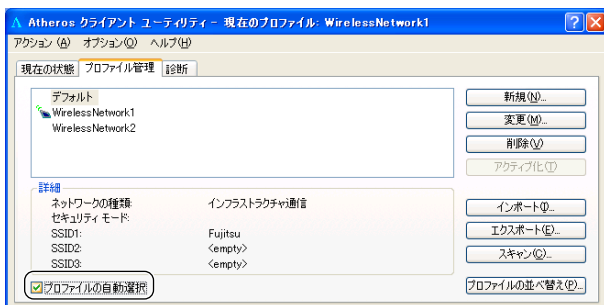 Atheros クライアント ユーティリティ - 現在のプロファイル: WirelessNetwork1
アクション (A) オプション(O) ヘルプ(H)
現在の状態 プロファイル管理 診断
デフォルト
WirelessNetwork1
WirelessNetwork2
新規(N)...
変更(M)...
削除(V)
アクティブ化(T)
詳細
ネットワークの種類: インフラストラクチャ通信
セキュリティ モード:
SSID1: Fujitsu
SSID2: <empty>
SSID3: <empty>
インポート(I)...
エクスポート(E)...
スキャン(C)...
プロファイルの自動選択
プロファイルの並べ替え(P)...